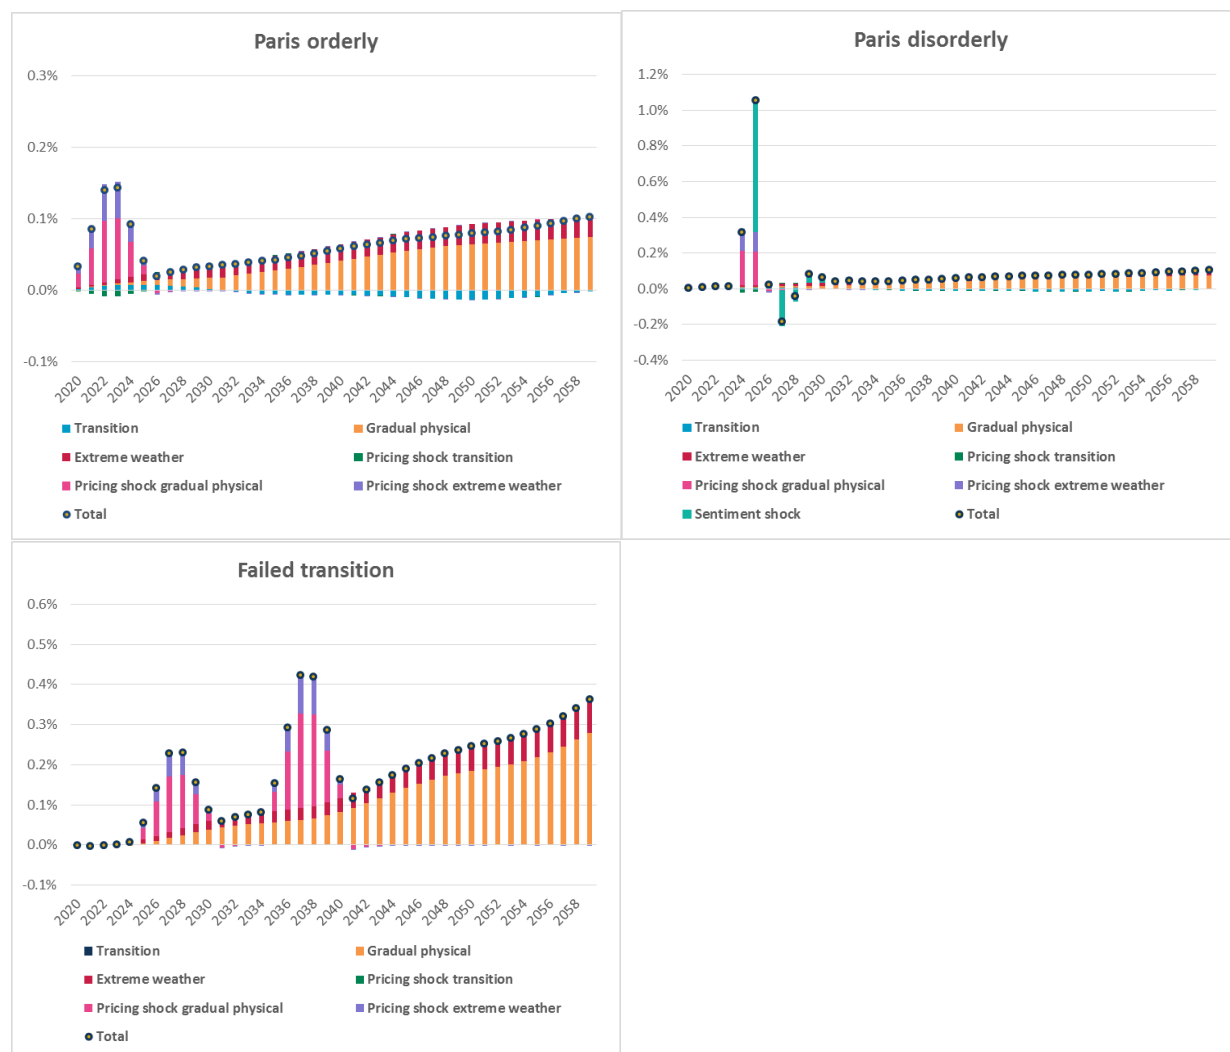 Paris orderly
0.3%
0.2%
0.1%
0.0%
-0.1%
2020 2022 2024 2026 2028 2030 2032 2034 2036 2038 2040 2042 2044 2046 2048 2050 2052 2054 2056 2058
Transition Gradual physical
Extreme weather Pricing shock transition
Pricing shock gradual physical Pricing shock extreme weather
Total
Paris disorderly
1.2%
1.0%
0.8%
0.6%
0.4%
0.2%
0.0%
-0.2%
-0.4%
2020 2022 2024 2026 2028 2030 2032 2034 2036 2038 2040 2042 2044 2046 2048 2050 2052 2054 2056 2058
Transition Gradual physical
Extreme weather Pricing shock transition
Pricing shock gradual physical Pricing shock extreme weather
Sentiment shock Total
Failed transition
0.6%
0.5%
0.4%
0.3%
0.2%
0.1%
0.0%
-0.1%
2020 2022 2024 2026 2028 2030 2032 2034 2036 2038 2040 2042 2044 2046 2048 2050 2052 2054 2056 2058
Transition Gradual physical
Extreme weather Pricing shock transition
Pricing shock gradual physical Pricing shock extreme weather
Total